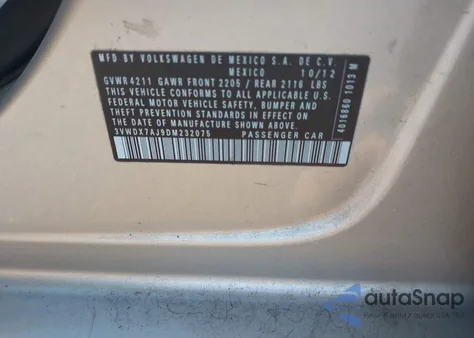 MFD BY VOLKSWAGEN DE MEXICO S.A. DE C.V.
MEXICO 10/12
GVWR 4211 GAWR FRONT 2205 / REAR 2116 LBS
THIS VEHICLE CONFORMS TO ALL APPLICABLE U.S.
FEDERAL MOTOR VEHICLE SAFETY, BUMPER AND
THEFT PREVENTION STANDARDS IN EFFECT ON
THE DATE OF MANUFACTURE SHOWN ABOVE
3VWDX7AJ9DM232075 PASSENGER CAR
4016860 1013 M
autoSnap